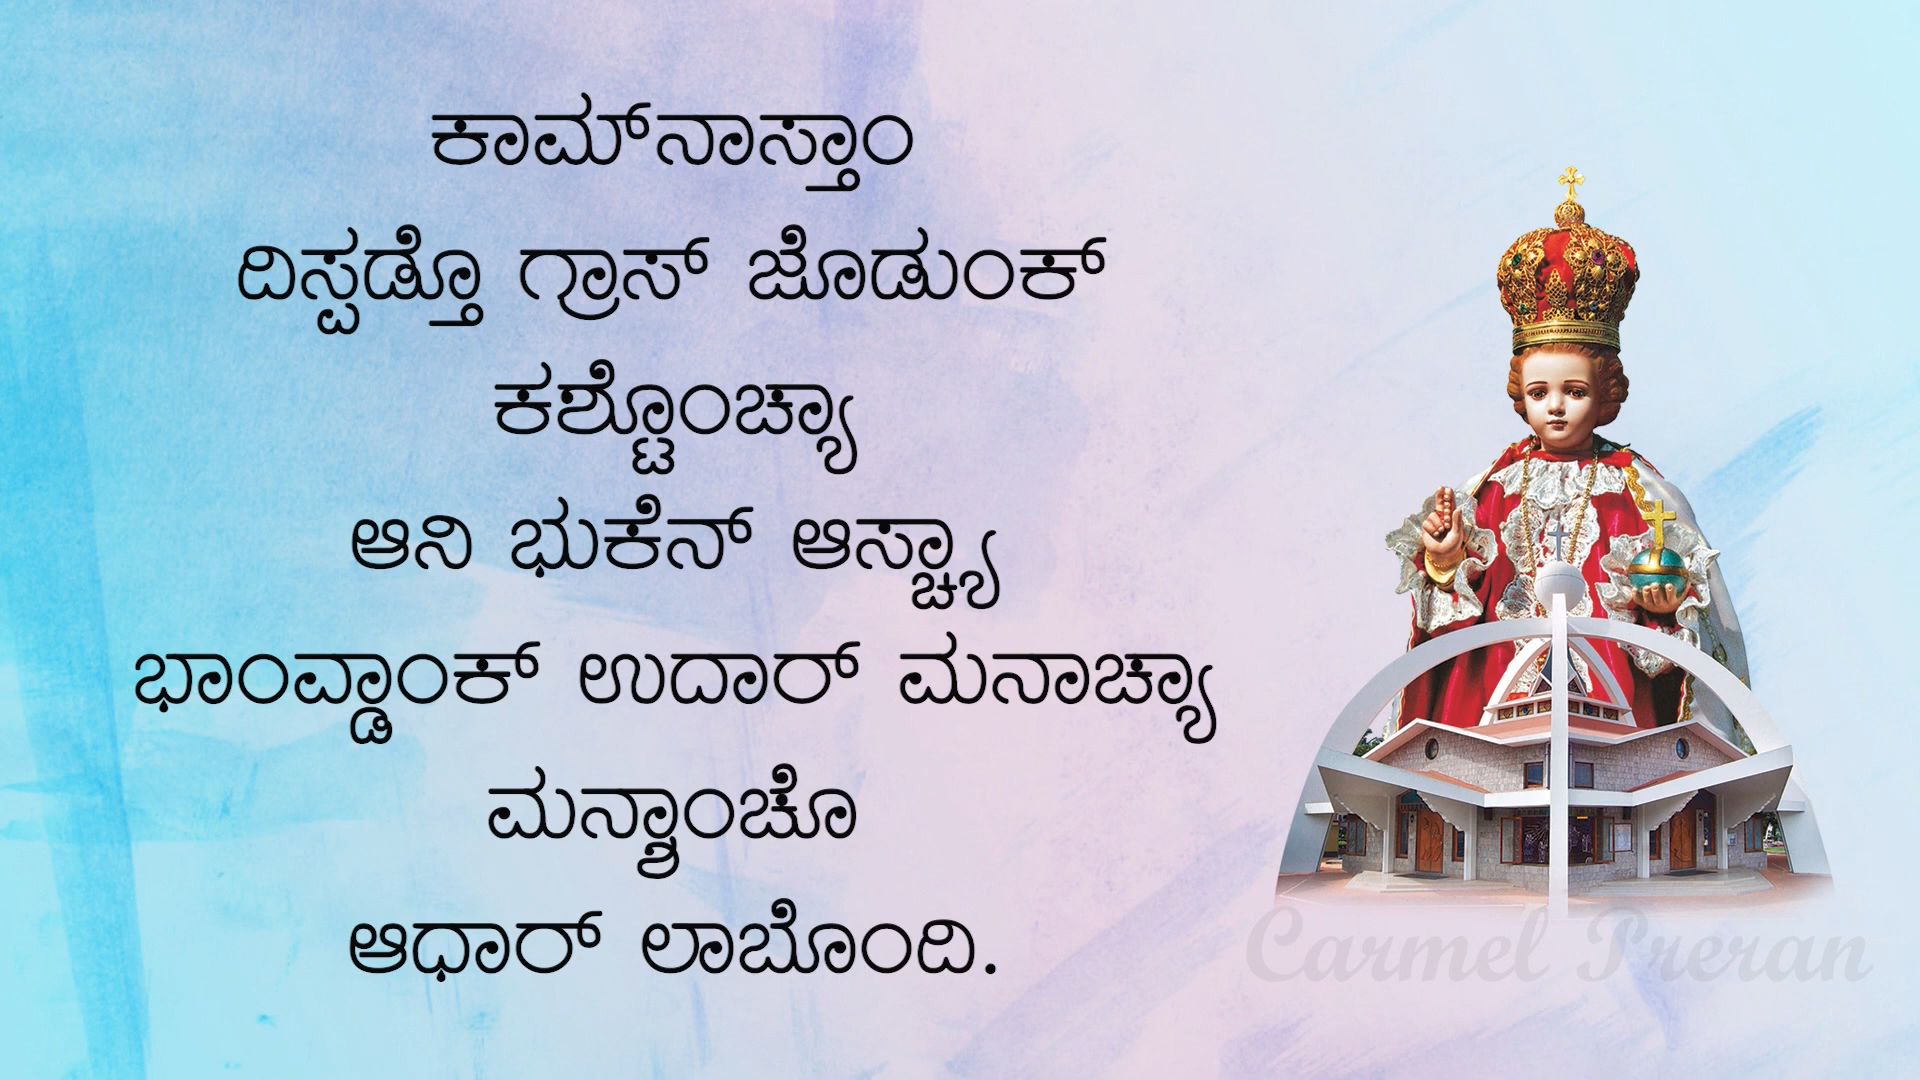 ಕಾಮ್‌ನಾಸ್ತಾಂ
ದಿಸ್ಪಡ್ತೊ ಗ್ರಾಸ್ ಜೊಡುಂಕ್
ಕಶ್ಟೊಂಚ್ಯಾ
ಆನಿ ಭುಕೆನ್ ಆಸ್ಚ್ಯಾ
ಭಾಂವ್ಡಾಂಕ್ ಉದಾರ್ ಮನಾಚ್ಯಾ
ಮನ್ಶ್ಯಾಂಚೊ
ಆಧಾರ್ ಲಾಬೊಂದಿ.
Carmel Preran